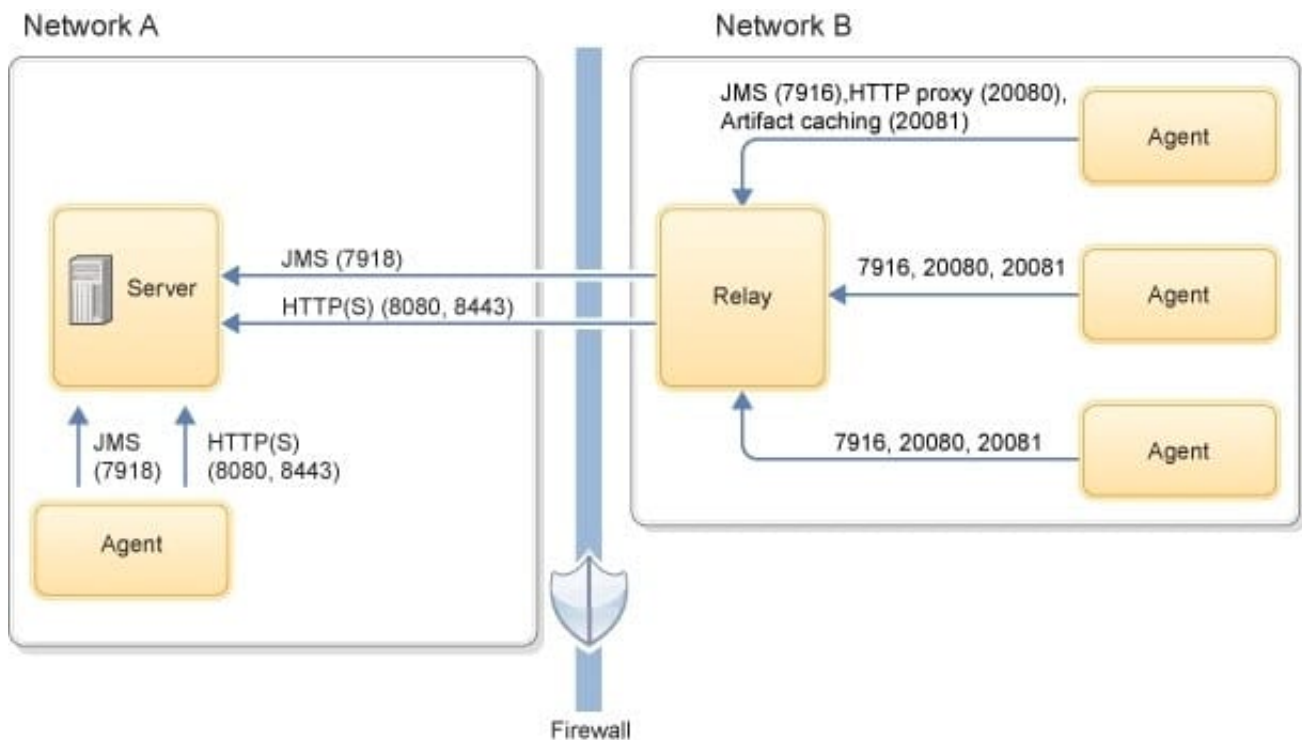 Network A
Network B
JMS (7916),HTTP proxy (20080),
Artifact caching (20081)
Agent
JMS (7918)
7916, 20080, 20081
Agent
Server
Relay
HTTP(S) (8080, 8443)
JMS
(7918)
HTTP(S)
(8080, 8443)
7916, 20080, 20081
Agent
Agent
Firewall